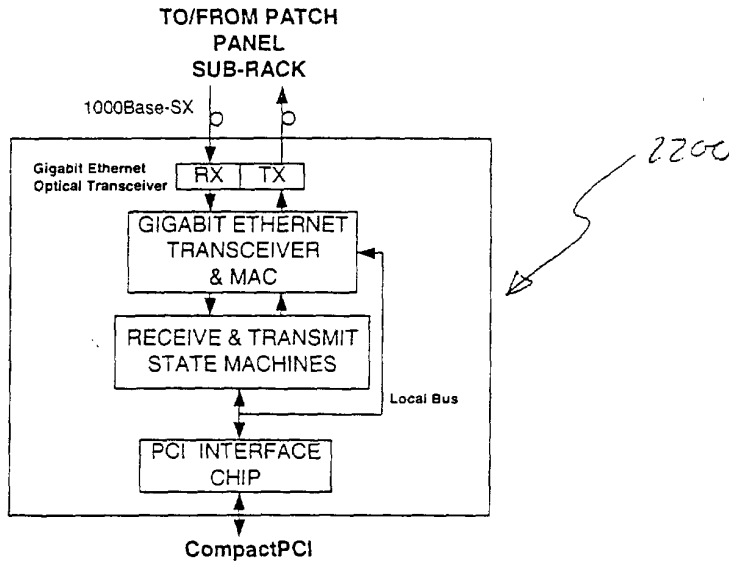 TO/FROM PATCH
PANEL
SUB-RACK
1000Base-SX
Gigabit Ethernet
Optical Transceiver
RX TX
GIGABIT ETHERNET
TRANSCEIVER
& MAC
RECEIVE & TRANSMIT
STATE MACHINES
Local Bus
PCI INTERFACE
CHIP
CompactPCI
2200